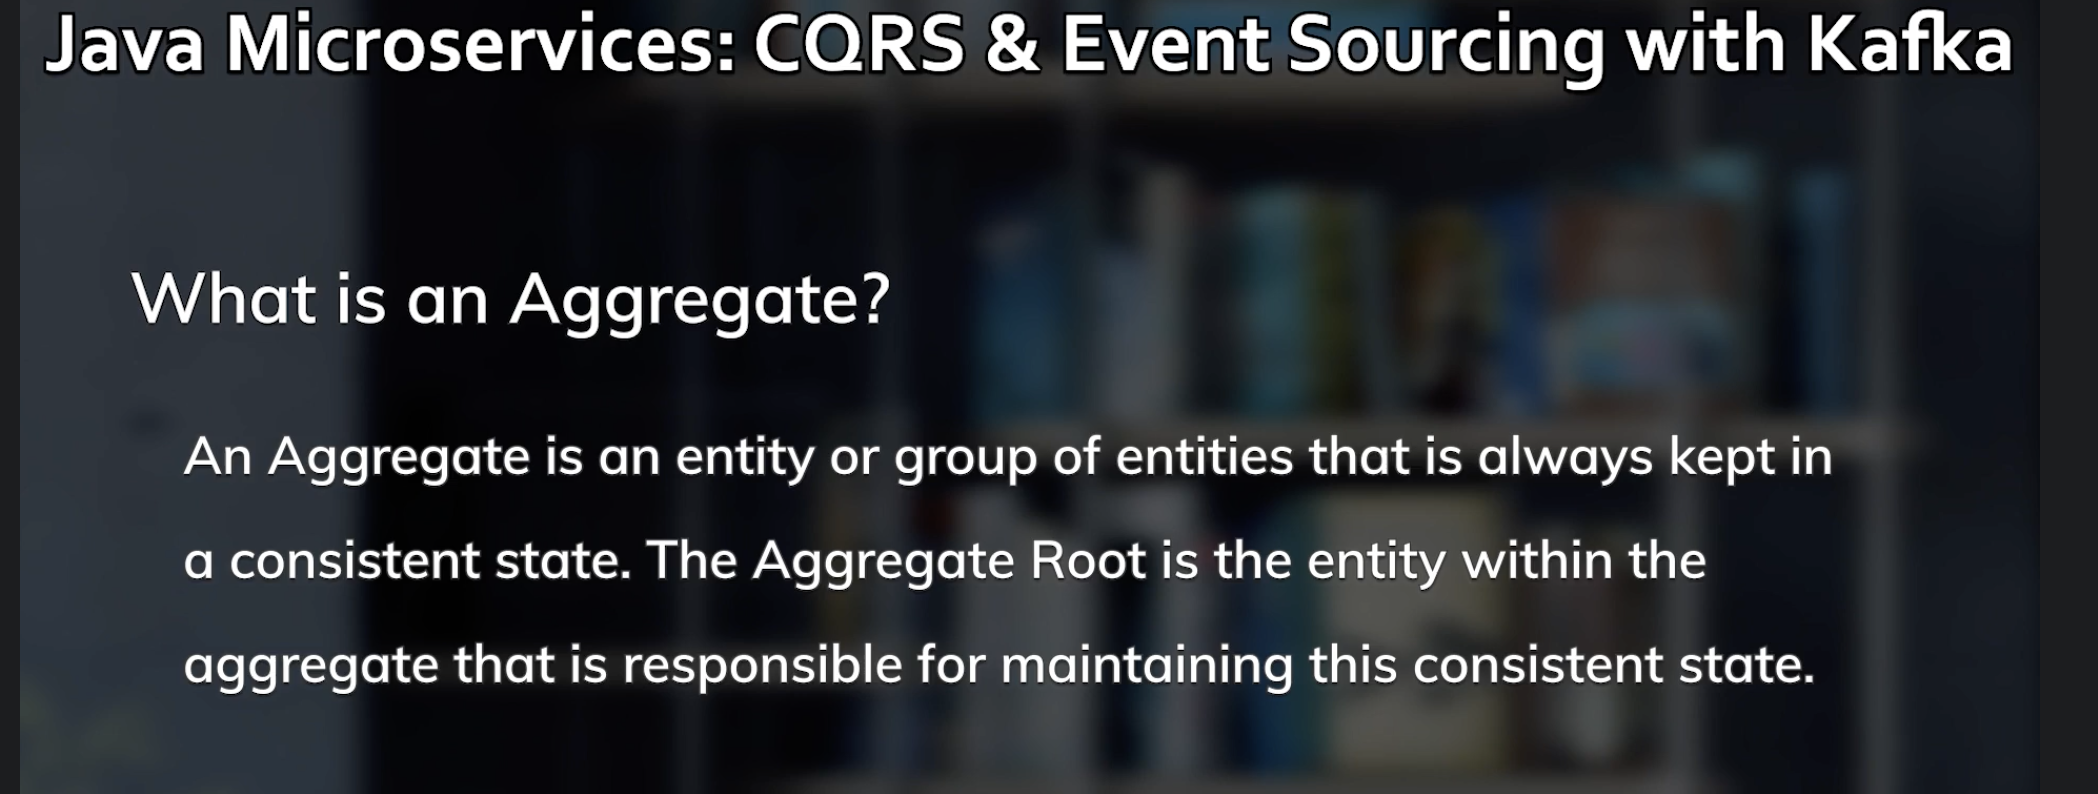 Java Microservices: CQRS & Event Sourcing with Kafka
What is an Aggregate?
An Aggregate is an entity or group of entities that is always kept in
a consistent state. The Aggregate Root is the entity within the
aggregate that is responsible for maintaining this consistent state.